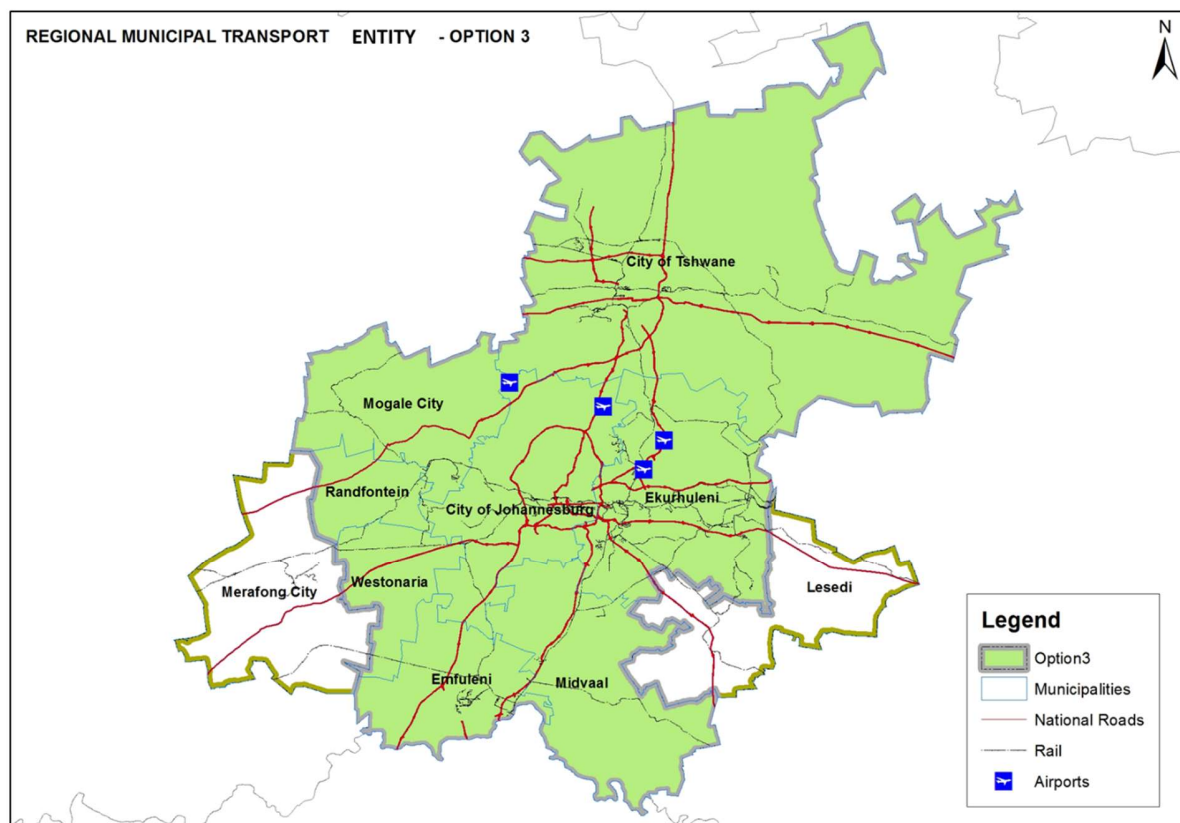 REGIONAL MUNICIPAL TRANSPORT ENTITY - OPTION 3
N
City of Tshwane
Mogale City
Randfontein
City of Johannesburg
Ekurhuleni
Merafong City
Westonaria
Lesedi
Emfuleni
Midvaal
Legend
Option3
Municipalities
National Roads
Rail
Airports